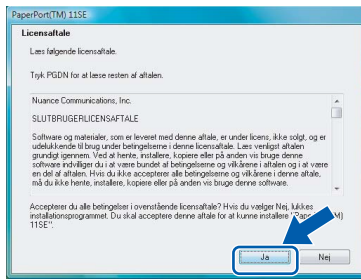 PaperPort(TM) 11SE
Licensaftale
Læs følgende licensaftale.
Tryk PGDN for at læse resten af aftalen.
Nuance Communications, Inc.
SLUTBRUGERLICENSAFTALE
Software og materialer, som er leveret med denne aftale, er under licens, ikke solgt, og er
udelukkende til brug under betingelserne i denne licensaftale. Læs venligst aftalen
grundigt igennem. Ved at hente, installere, kopiere eller på anden vis bruge denne
software indvilliger du i at være bundet af betingelserne og vilkårene i aftalen og i at være
en del af aftalen. Hvis du ikke accepterer alle betingelserne og vilkårene i denne aftale,
må du ikke hente, installere, kopiere eller på anden vis bruge denne software.
Accepterer du alle betingelser i ovenstående licensaftale? Hvis du vælger Nej, lukkes
installationsprogrammet. Du skal acceptere denne aftale for at kunne installere "Pape TM)
11SE".
Ja
Nej